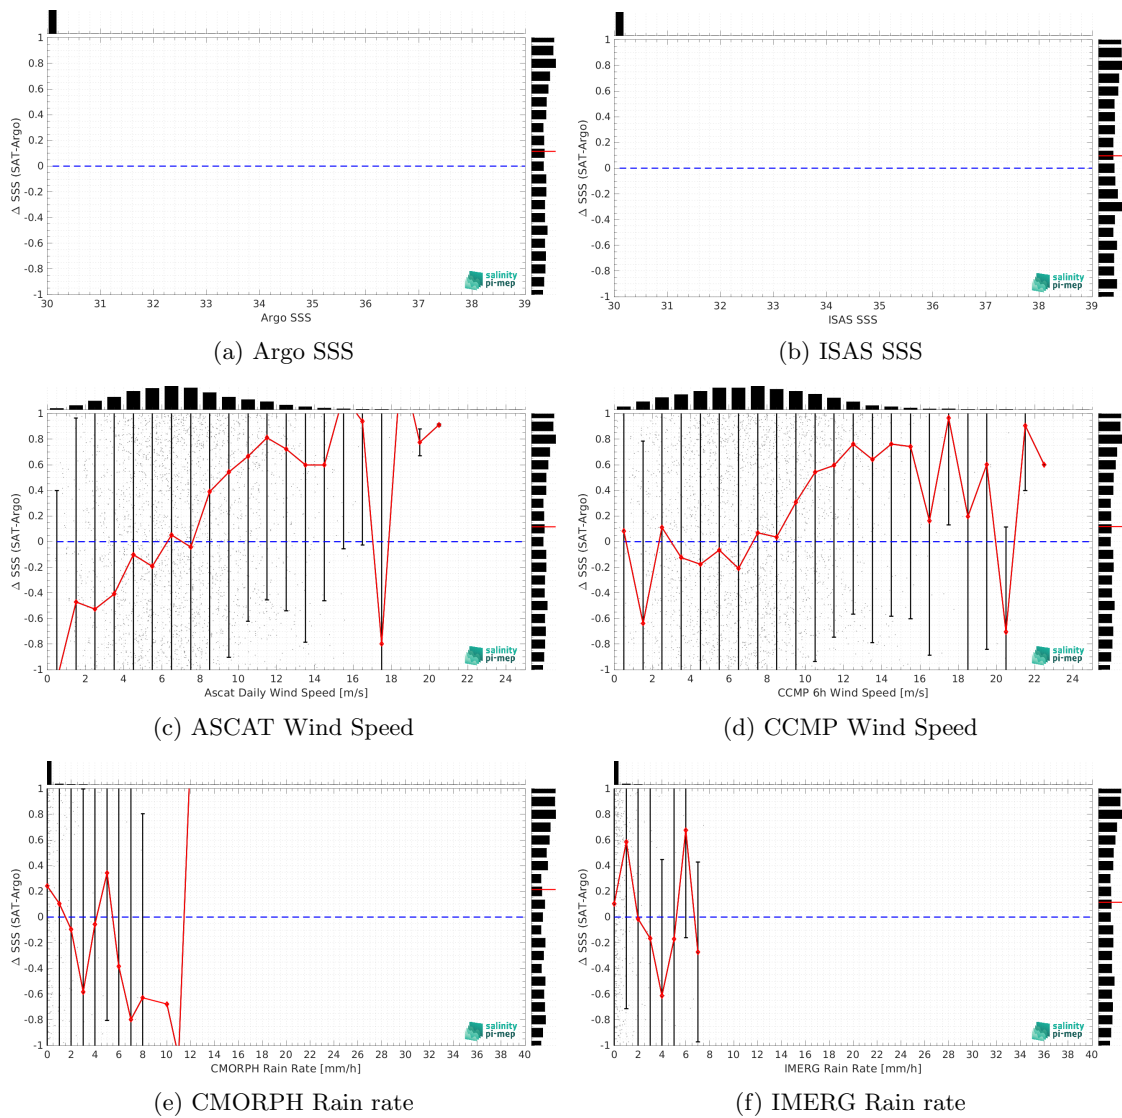 1
0.8
0.6
0.4
0.2
0
-0.2
-0.4
-0.6
-0.8
-1
Δ SSS (SAT-Argo)
salinity
pi-mep
30 31 32 33 34 35 36 37 38 39
Argo SSS
(a) Argo SSS
1
0.8
0.6
0.4
0.2
0
-0.2
-0.4
-0.6
-0.8
-1
Δ SSS (SAT-Argo)
salinity
pi-mep
30 31 32 33 34 35 36 37 38 39
ISAS SSS
(b) ISAS SSS
1
0.8
0.6
0.4
0.2
0
-0.2
-0.4
-0.6
-0.8
-1
Δ SSS (SAT-Argo)
salinity
pi-mep
0 2 4 6 8 10 12 14 16 18 20 22 24
Ascat Daily Wind Speed [m/s]
(c) ASCAT Wind Speed
1
0.8
0.6
0.4
0.2
0
-0.2
-0.4
-0.6
-0.8
-1
Δ SSS (SAT-Argo)
salinity
pi-mep
0 2 4 6 8 10 12 14 16 18 20 22 24
CCMP 6h Wind Speed [m/s]
(d) CCMP Wind Speed
1
0.8
0.6
0.4
0.2
0
-0.2
-0.4
-0.6
-0.8
-1
Δ SSS (SAT-Argo)
salinity
pi-mep
0 2 4 6 8 10 12 14 16 18 20 22 24 26 28 30 32 34 36 38 40
CMORPH Rain Rate [mm/h]
(e) CMORPH Rain rate
1
0.8
0.6
0.4
0.2
0
-0.2
-0.4
-0.6
-0.8
-1
Δ SSS (SAT-Argo)
salinity
pi-mep
0 2 4 6 8 10 12 14 16 18 20 22 24 26 28 30 32 34 36 38 40
IMERG Rain Rate [mm/h]
(f) IMERG Rain rate